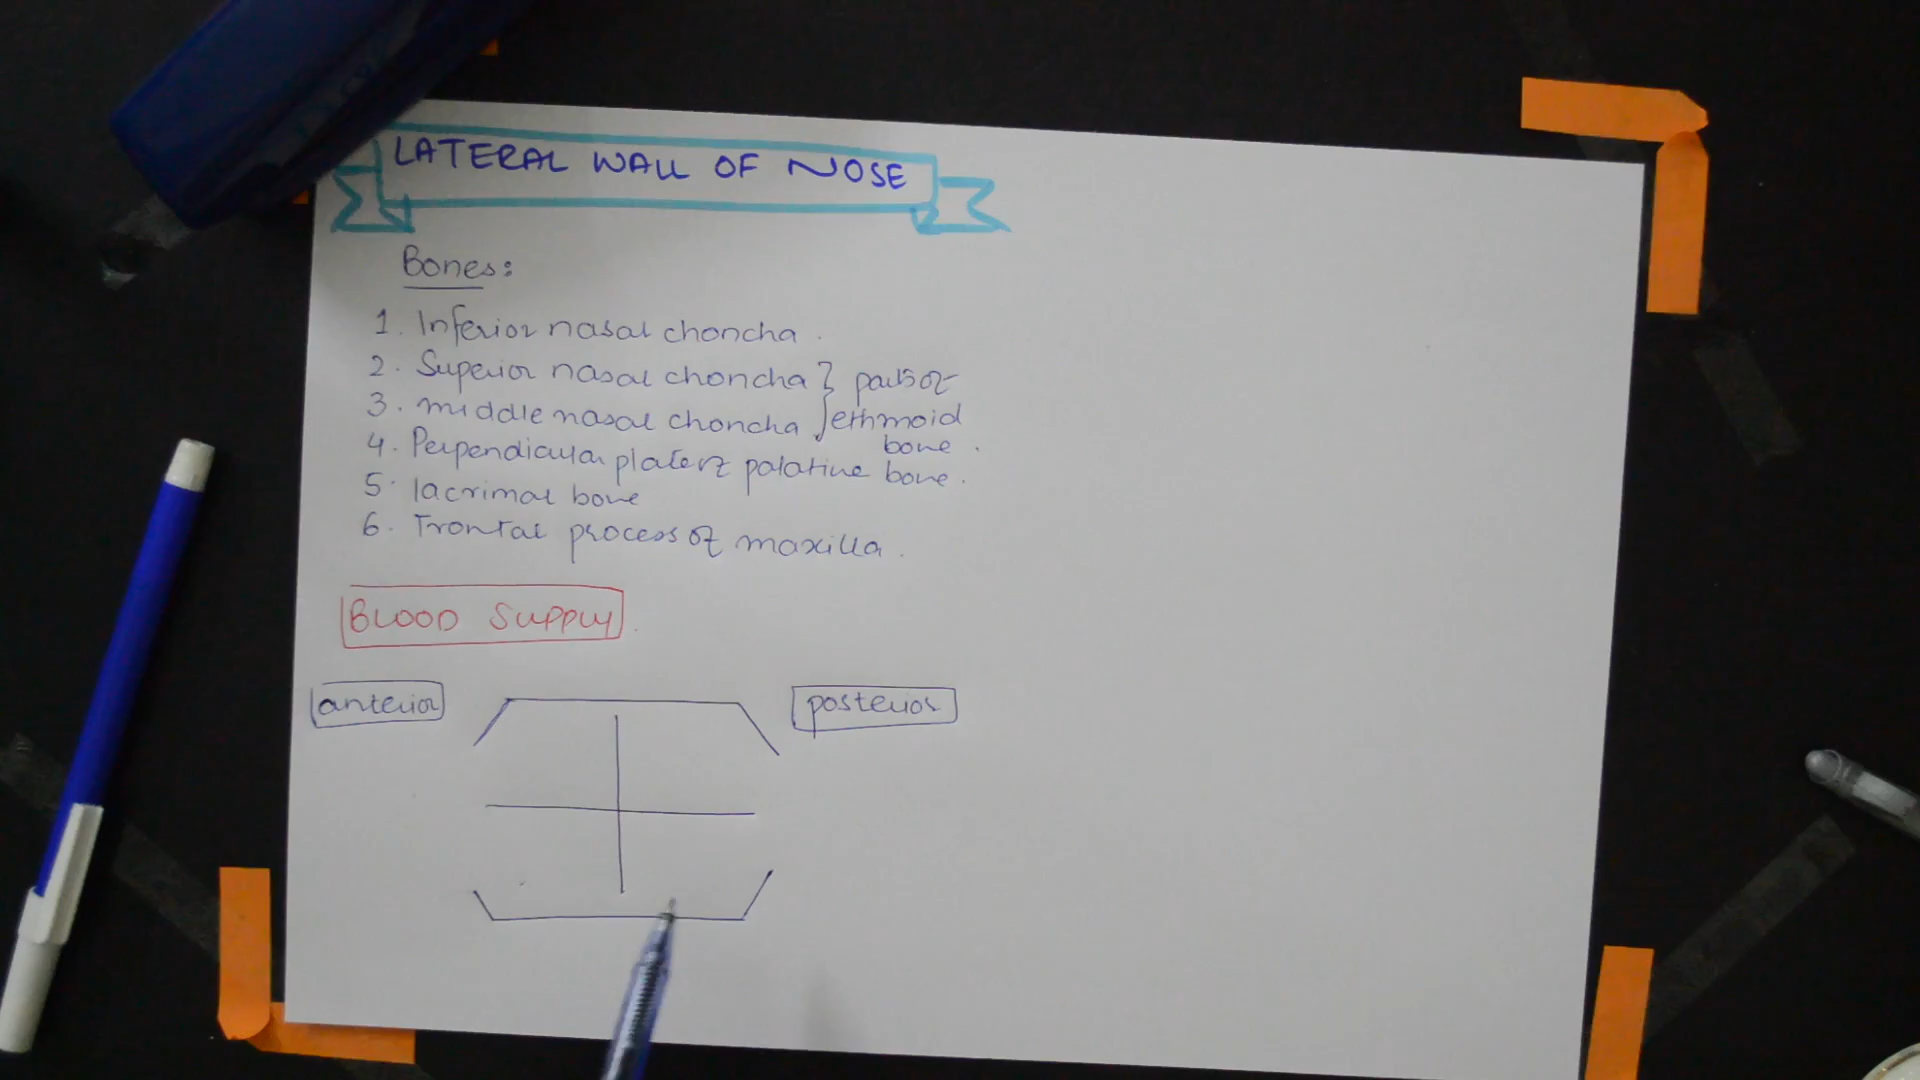 LATERAL WALL OF NOSE
Bones:
1. Inferior nasal choncha.
2. Superior nasal choncha } parts of
3. middle nasal choncha } ethmoid
bone.
4. Perpendicular plate of palatine bone.
5. lacrimal bone
6. Frontal process of maxilla.
BLOOD SUPPLY
anterior
posterior